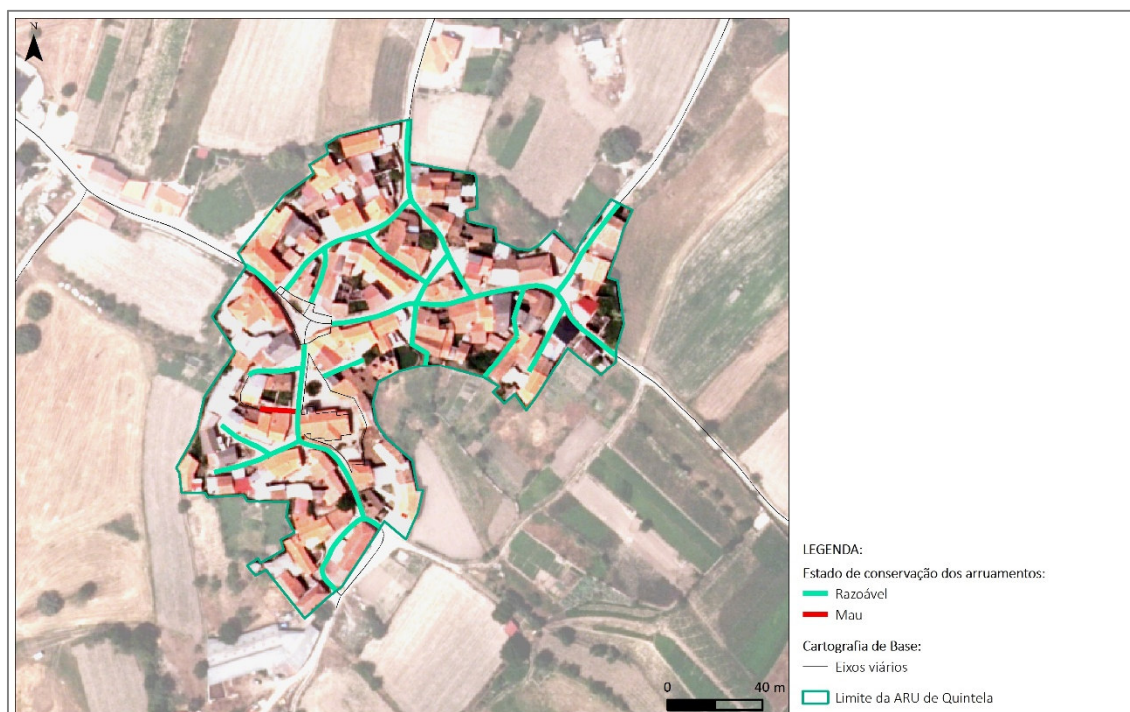 N
LEGENDA:
Estado de conservação dos arruamentos:
Razoável
Mau
Cartografia de Base:
Eixos viários
Limite da ARU de Quintela
0 40 m